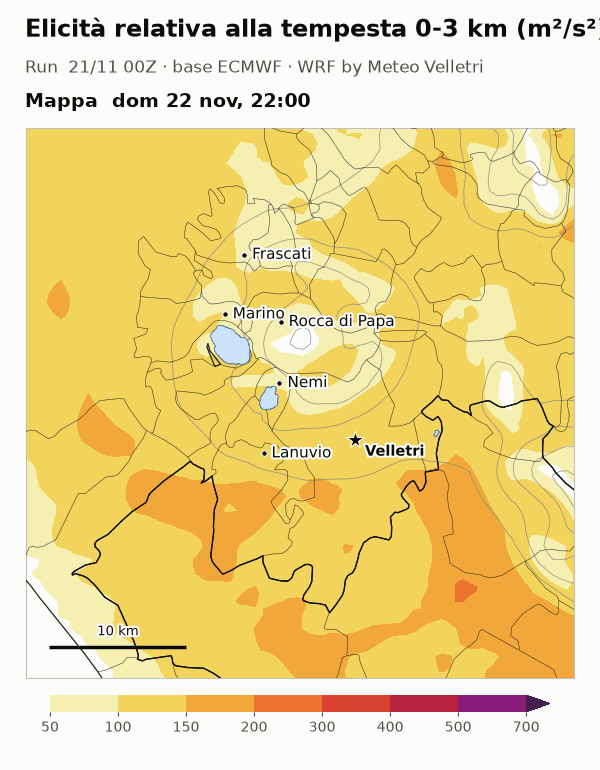 Elicità relativa alla tempesta 0-3 km (m²/s²)
Run  21/11 00Z · base ECMWF · WRF by Meteo Velletri
Mappa  dom 22 nov, 22:00
Frascati
Marino
Rocca di Papa
Nemi
Velletri
Lanuvio
10 km
50 100 150 200 300 400 500 700